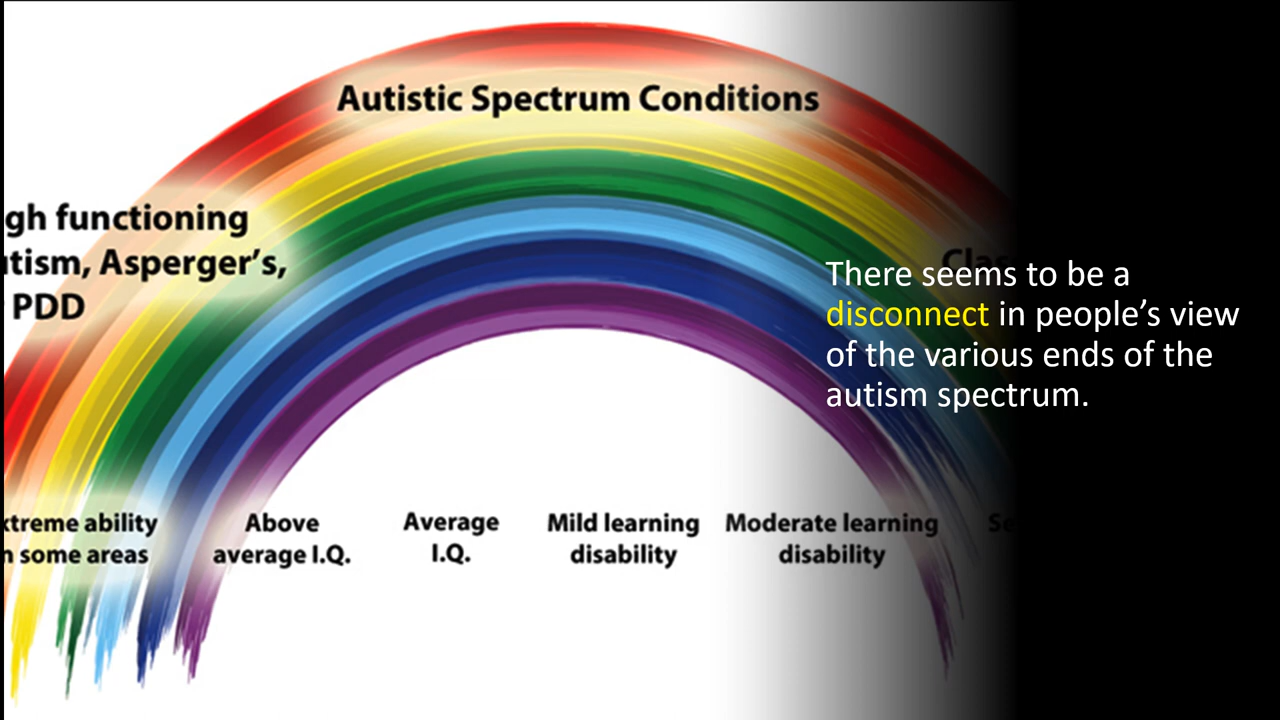 Autistic Spectrum Conditions
gh functioning
utism, Asperger's,
PDD
There seems to be a
disconnect in people's view
of the various ends of the
autism spectrum.
xtreme ability
n some areas
Above
average I.Q.
Average
I.Q.
Mild learning
disability
Moderate learning
disability